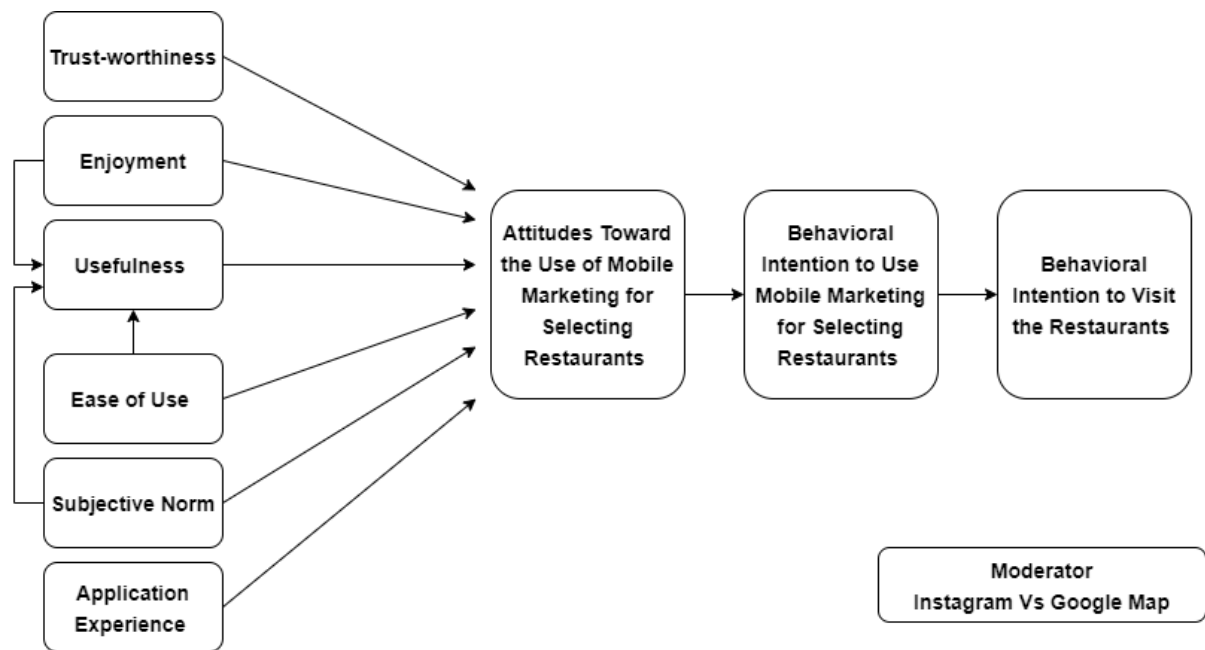 Trust-worthiness
Enjoyment
Usefulness
Ease of Use
Subjective Norm
Application
Experience
Attitudes Toward
the Use of Mobile
Marketing for
Selecting
Restaurants
Behavioral
Intention to Use
Mobile Marketing
for Selecting
Restaurants
Behavioral
Intention to Visit
the Restaurants
Moderator
Instagram Vs Google Map